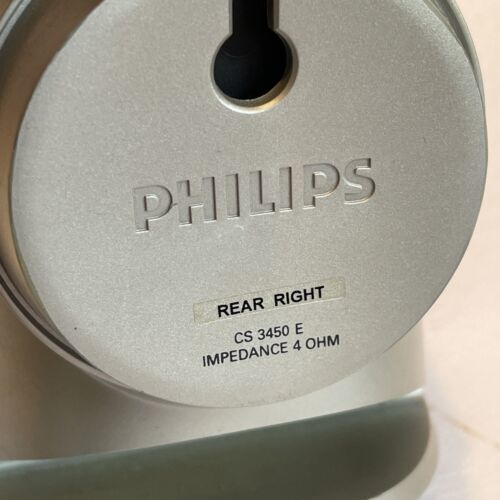 PHILIPS
REAR RIGHT
CS 3450 E
IMPEDANCE 4 OHM